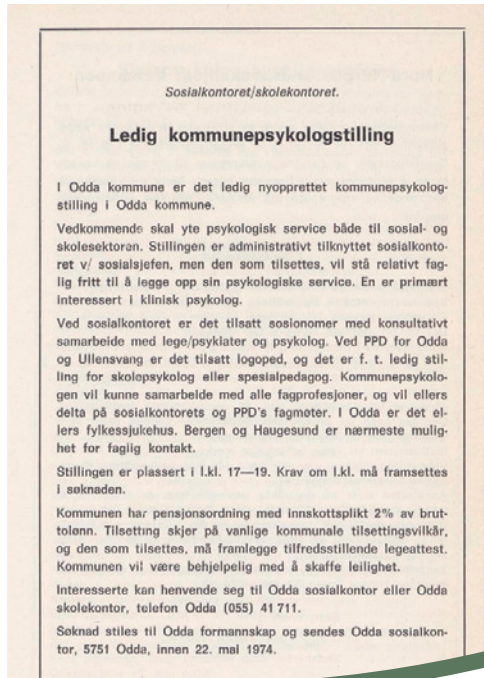 Sosialkontoret/skolekontoret.
Ledig kommunepsykologstilling
I Odda kommune er det ledig nyopprettet kommunepsykolog-
stilling i Odda kommune.
Vedkommende skal yte psykologisk service både til sosial- og
skolesektoren. Stillingen er administrativt tilknyttet sosialkonto-
ret v/ sosialsjefen, men den som tilsettes, vil stå relativt fag-
lig fritt til å legge opp sin psykologiske service. En er primært
interessert i klinisk psykolog.
Ved sosialkontoret er det tilsatt sosionomer med konsultativt
samarbeide med lege/psykiater og psykolog. Ved PPD for Odda
og Ullensvang er det tilsatt logoped, og det er f. t. ledig stil-
ling for skolepsykolog eller spesialpedagog. Kommunepsykolo-
gen vil kunne samarbeide med alle fagprofesjoner, og vil ellers
delta på sosialkontorets og PPD's fagmøter. I Odda er det el-
lers fylkessjukehus. Bergen og Haugesund er nærmeste mulig-
het for faglig kontakt.
Stillingen er plassert i l.kl. 17—19. Krav om l.kl. må framsettes
i søknaden.
Kommunen har pensjonsordning med innskottsplikt 2% av brut-
tolønn. Tilsetting skjer på vanlige kommunale tilsettingsvilkår,
og den som tilsettes, må framlegge tilfredsstillende legeattest.
Kommunen vil være behjelpelig med å skaffe leilighet.
Interesserte kan henvende seg til Odda sosialkontor eller Odda
skolekontor, telefon Odda (055) 41 711.
Søknad stiles til Odda formannskap og sendes Odda sosialkon-
tor, 5751 Odda, innen 22. mai 1974.